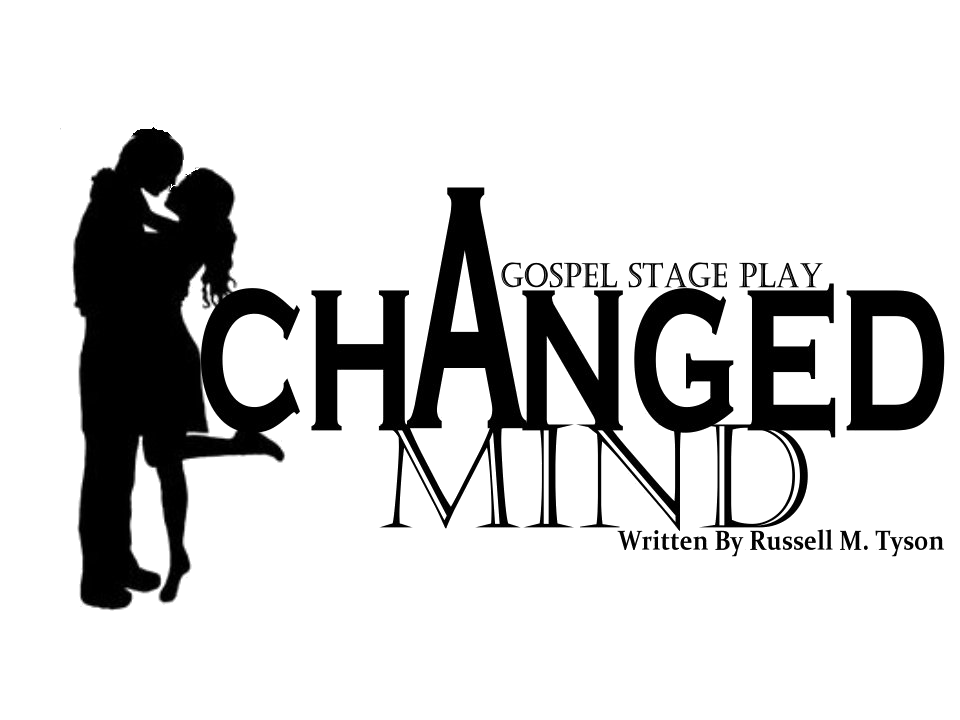 GOSPEL STAGE PLAY
CHANGED
MIND
Written By Russell M. Tyson